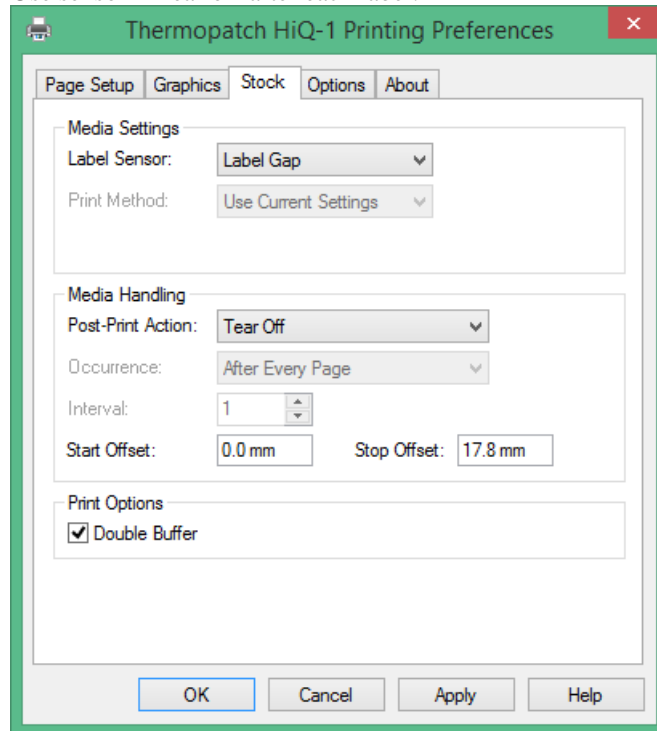 Thermopatch HiQ-1 Printing Preferences
Page Setup Graphics Stock Options About
Media Settings
Label Sensor: Label Gap
Print Method: Use Current Settings
Media Handling
Post-Print Action: Tear Off
Occurrence: After Every Page
Interval: 1
Start Offset: 0.0 mm Stop Offset: 17.8 mm
Print Options
Double Buffer
OK Cancel Apply Help